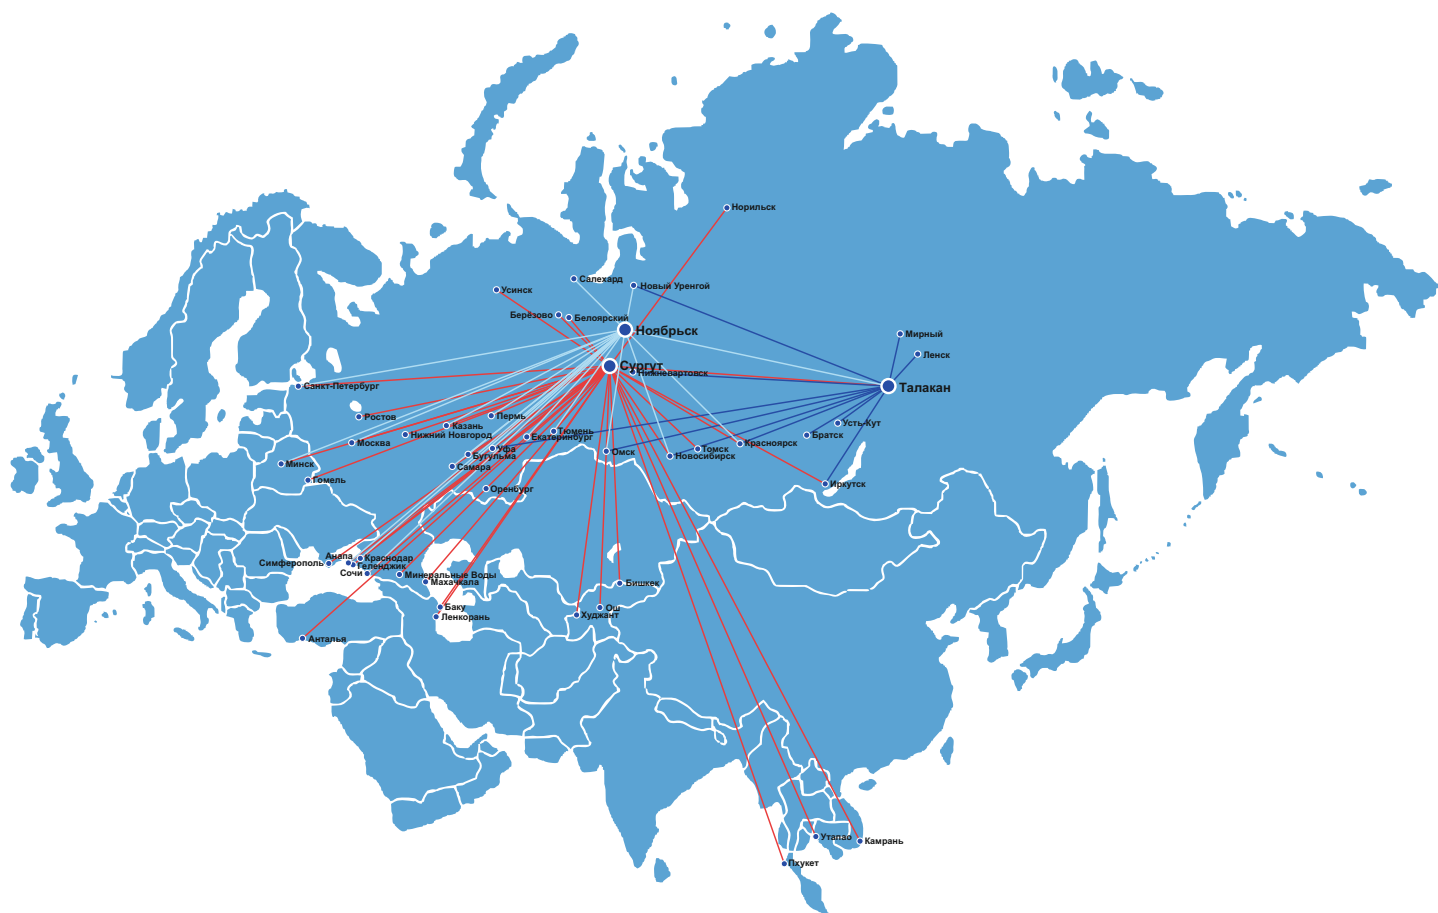 Норильск
Салехард
Новый Уренгой
Усинск
Берёзово
Белоярский
Ноябрьск
Мирный
Ленск
Сургут
Нижневартовск
Талакан
Санкт-Петербург
Ростов
Пермь
Казань
Усть-Кут
Нижний Новгород
Тюмень
Екатеринбург
Братск
Москва
Красноярск
Уфа
Бугульма
Омск
Томск
Новосибирск
Минск
Самара
Гомель
Оренбург
Иркутск
Анапа
Краснодар
Симферополь
Геленджик
Сочи
Минеральные Воды
Махачкала
Бишкек
Баку
Ош
Ленкорань
Худжант
Анталья
Утапао
Камрань
Пхукет